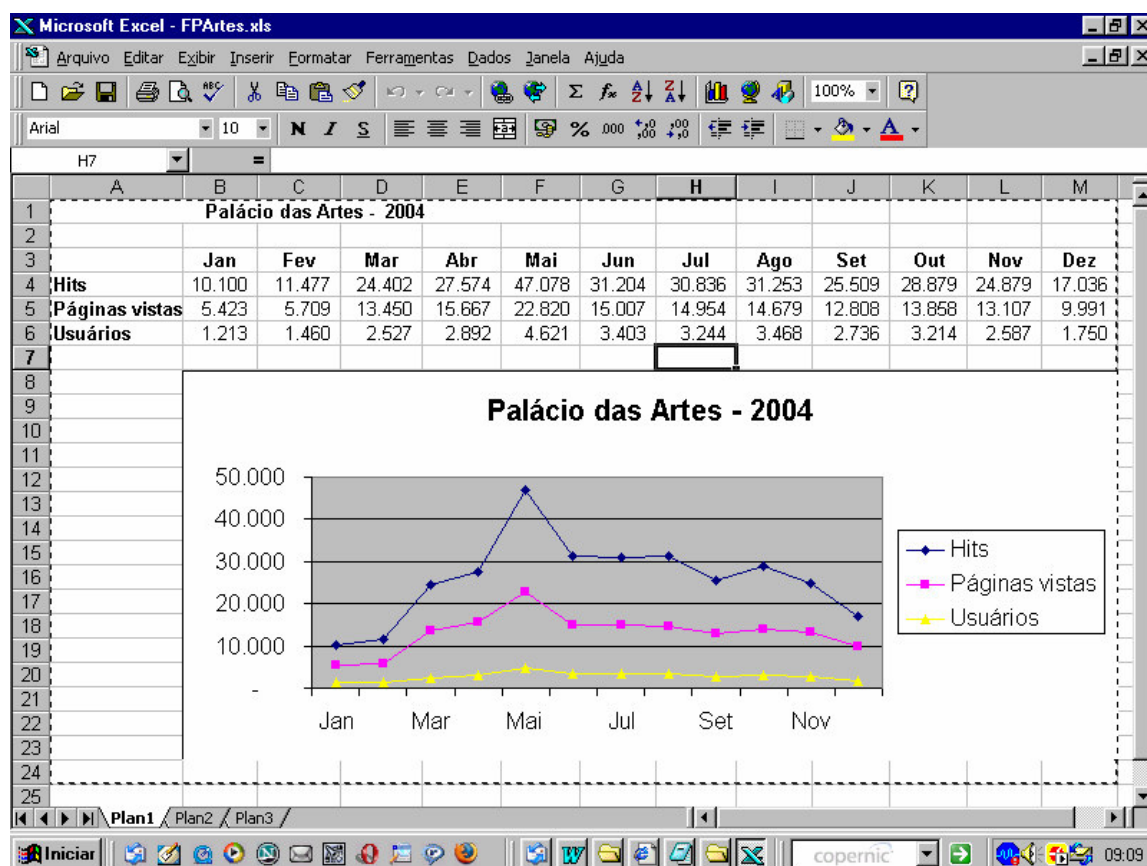 Microsoft Excel - FPArtes.xls
Arquivo Editar Exibir Inserir Formatar Ferramentas Dados Janela Ajuda
ABC Σ fx A Z Z A 100% ?
Arial 10 N I S % 000 ,00 ,00 A
H7 =
A B C D E F G H I J K L M
1 Palácio das Artes - 2004
2
3 Jan Fev Mar Abr Mai Jun Jul Ago Set Out Nov Dez
4 Hits 10.100 11.477 24.402 27.574 47.078 31.204 30.836 31.253 25.509 28.879 24.879 17.036
5 Páginas vistas 5.423 5.709 13.450 15.667 22.820 15.007 14.954 14.679 12.808 13.858 13.107 9.991
6 Usuários 1.213 1.460 2.527 2.892 4.621 3.403 3.244 3.468 2.736 3.214 2.587 1.750
7
8
9
10
11
12
13
14
15
16
17
18
19
20
21
22
23
24
25
Palácio das Artes - 2004
50.000
40.000
30.000
20.000
10.000
-
Jan Mar Mai Jul Set Nov
Hits
Páginas vistas
Usuários
Plan1 Plan2 Plan3
Iniciar copernic 09:09